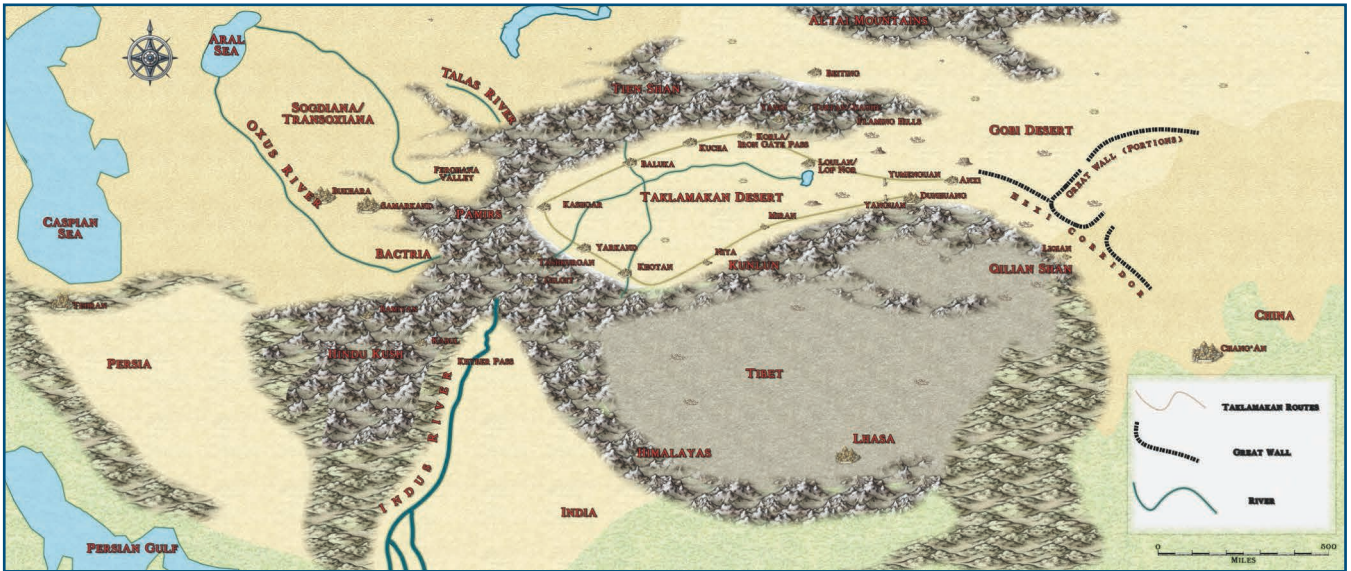 ALTAI MOUNTAINS
ARAL
SEA
TALAS RIVER
BEITING
TIEN SHAN
SOGDIANA/
TRANSOXIANA
FLAMING HILLS
GOBI DESERT
GREAT WALL (PORTIONS)
OXUS RIVER
KORLA/
IRON GATE PASS
KUCHA
BALUKA
LOULAN/
LOP NOR
FERGHANA
VALLEY
YUMENGUAN
ANXI
BUKHARA
SAMARKAND
TAKLAMAKAN DESERT
DUNHUANG
KASHGAR
YANGUAN
PAMIRS
MIRAN
HEXI CORRIDOR
CASPIAN
SEA
BACTRIA
YARKAND
NIYA
LIGIAN
TASHKURGAN
KHOTAN
KUNLUN
QILIAN SHAN
TEHRAN
CHINA
KABUL
CHANG'AN
HINDU KUSH
KHYBER PASS
PERSIA
TIBET
INDUS RIVER
LHASA
HIMALAYAS
INDIA
PERSIAN GULF
TAKLAMAKAN ROUTES
GREAT WALL
RIVER
0 500
MILES